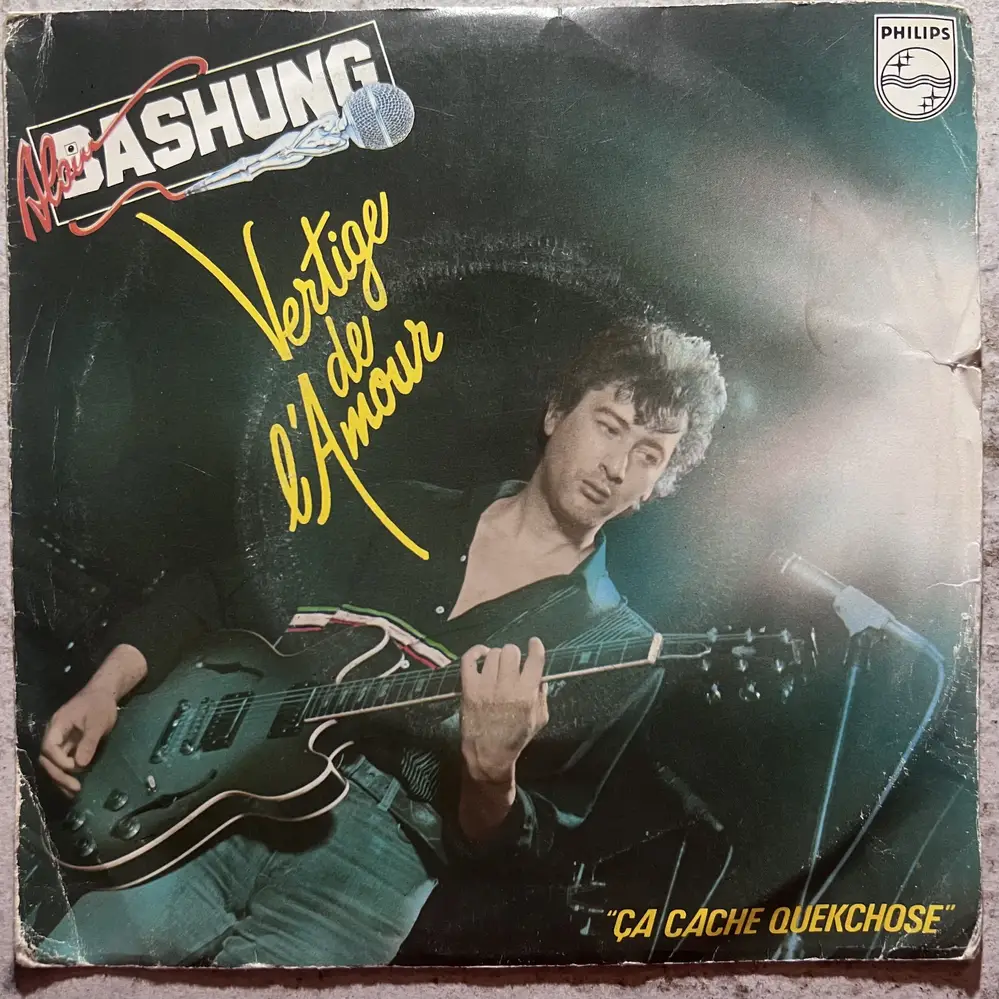 Alain
BASHUNG
PHILIPS
Vertige
de
l'Amour
"ÇA CACHE QUEKCHOSE"